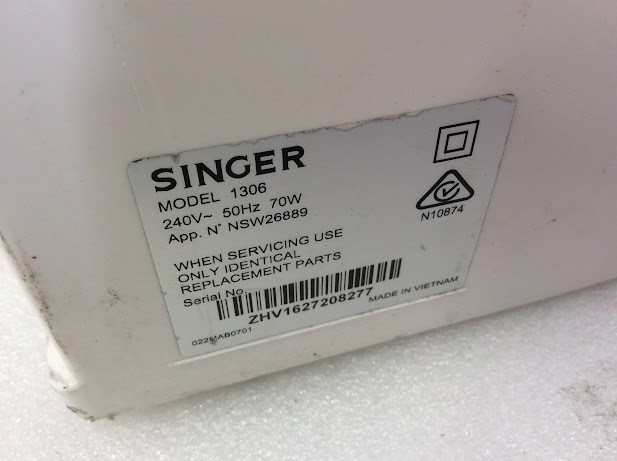 SINGER
MODEL 1306
240V~ 50Hz 70W
App. N° NSW26889
N10874
WHEN SERVICING USE
ONLY IDENTICAL
REPLACEMENT PARTS
Serial No.
ZHV1627208277
MADE IN VIETNAM
022MAB0701